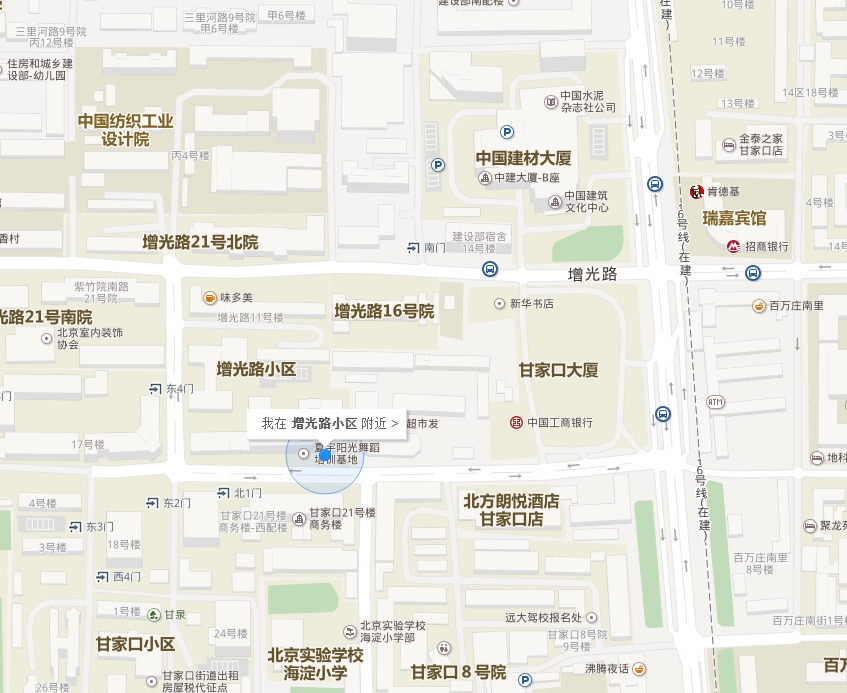 建设部南配楼
10号楼
三里河路9号院
丙12号楼
三里河路9号院
甲6号楼
甲6号楼
11号楼
住房和城乡建
设部-幼儿园
12号楼
14区18号楼
13号楼
中国水泥
杂志社公司
中国纺织工业
设计院
丙4号楼
P
P
中国建材大厦
中建大厦-B座
金泰之家
甘家口店
3号
肯德基
中国建筑
文化中心
瑞嘉宾馆
4号楼
香村
增光路21号北院
南门
建设部宿舍
14号楼
招商银行
14号
16号线(在建)
增光路
紫竹院南路
21号院
味多美
增光路11号楼
增光路16号院
新华书店
百万庄南里
光路21号南院
北京室内装饰
协会
增光路小区
甘家口大厦
东4门
ATM
我在 增光路小区 附近 >
超市发
中国工商银行
17号楼
阳光舞蹈
培训基地
地科
16号线(在建)
4号楼
东2门
北1门
北方朗悦酒店
甘家口店
东3门
甘家口21号楼
商务楼-西配楼
甘家口21号楼
商务楼
聚龙苑
3号楼
18号楼
百万庄南里
8号楼
西4门
1号楼
甘泉
远大驾校报名处
百万庄南街1号
甘家口小区
24号楼
北京实验学校
海淀小学部
甘家口8号院
9号楼
北京实验学校
海淀小学
甘家口8号院
沸腾夜话
百万
26号楼
甘家口街道出租
房屋税代征点
P